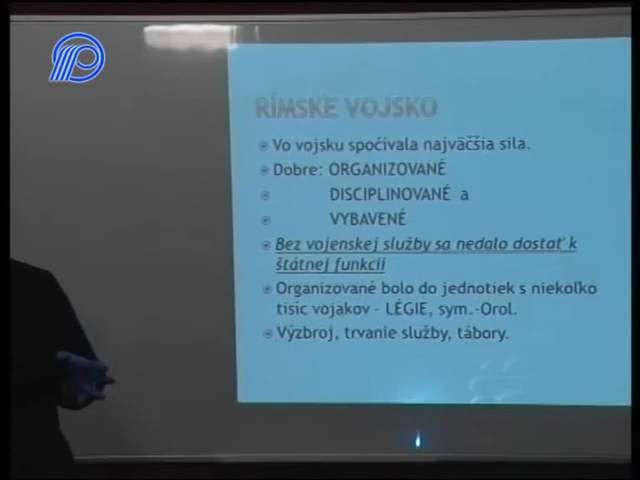 RÍMSKE VOJSKO
Vo vojsku spočívala najväčšia sila.
Dobre: ORGANIZOVANÉ
DISCIPLINOVANÉ a
VYBAVENÉ
Bez vojenskej služby sa nedalo dostať k
štátnej funkcii
Organizované bolo do jednotiek s niekoľko
tisíc vojakov – LÉGIE, sym.-Orol.
Výzbroj, trvanie služby, tábory.